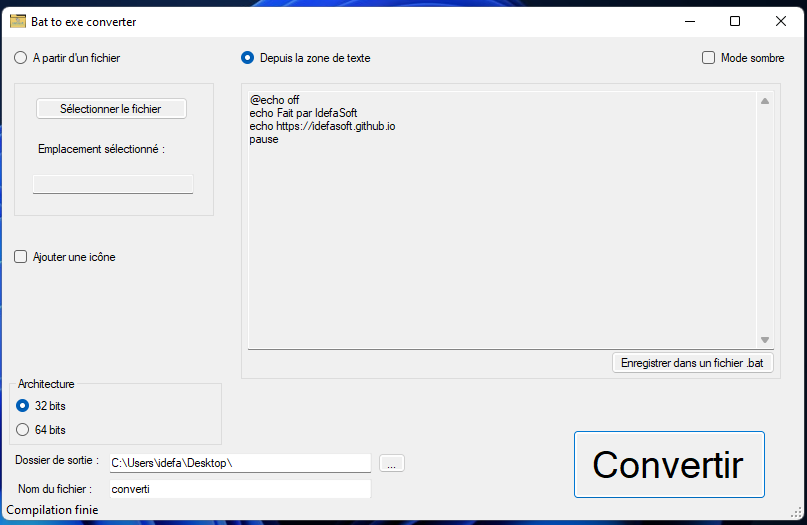 Bat to exe converter
A partir d'un fichier
Depuis la zone de texte
Mode sombre
Sélectionner le fichier
Emplacement sélectionné :
@echo off
echo Fait par IdefaSoft
echo https://idefasoft.github.io
pause
Ajouter une icône
Enregistrer dans un fichier .bat
Architecture
32 bits
64 bits
Dossier de sortie : C:\Users\idefa\Desktop\ ...
Nom du fichier : converti
Convertir
Compilation finie